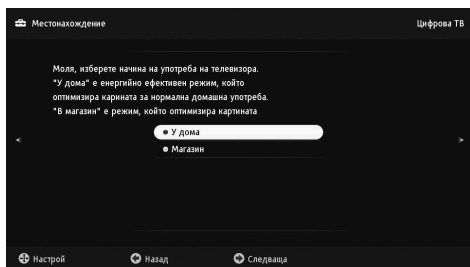 Местонахождение
Цифрова ТВ
Моля, изберете начина на употреба на телевизора.
"У дома" е енергийно ефективен режим, който
оптимизира карината за нормална домашна употреба.
"В магазин" е режим, който оптимизира картината
У дома
Магазин
Настрой
Назад
Следваща